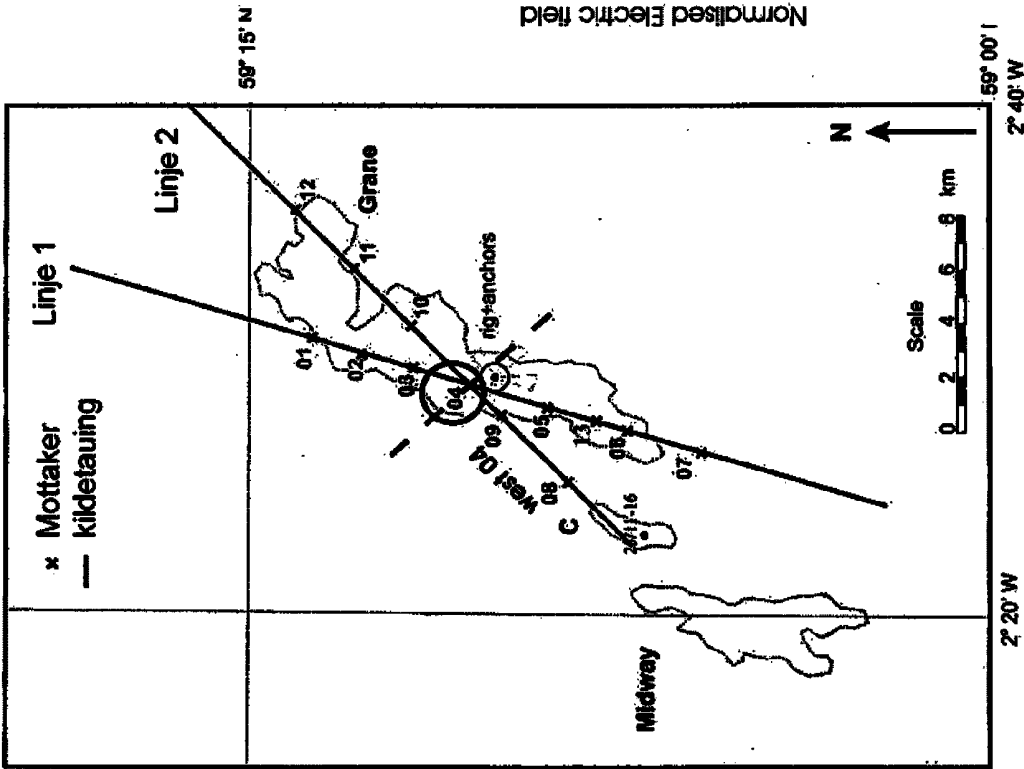 Normalised Electric field
59° 15' N
Linje 2
Linje 1
× Mottaker
— kildetauing
12
Grane
11
01
10
02
rig+anchors
03
04
N
09
05
West 04
13
06
08
07
C
Scale
0 2 4 6 8 km
Midway
59° 00'
2° 20' W
2° 40' W